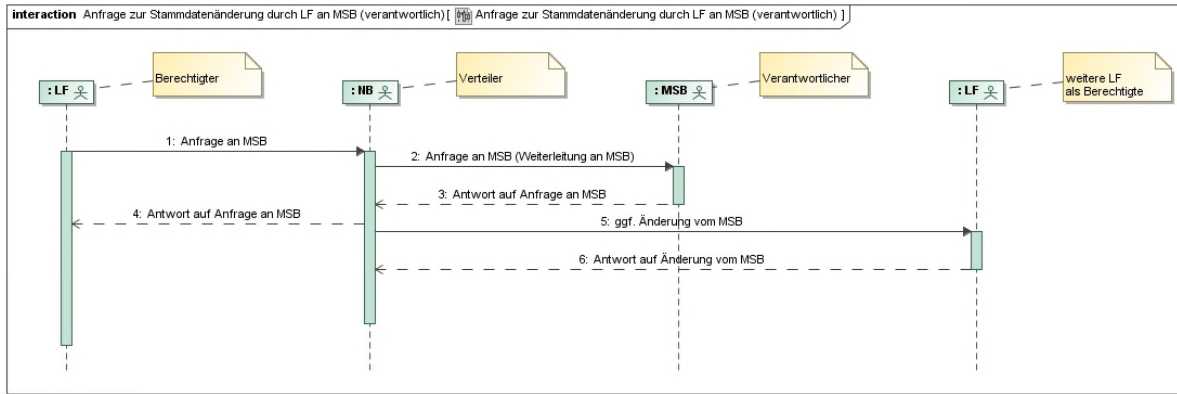 interaction Anfrage zur Stammdatenänderung durch LF an MSB (verantwortlich)[ Anfrage zur Stammdatenänderung durch LF an MSB (verantwortlich) ]
Berechtigter
Verteiler
Verantwortlicher
weitere LF
als Berechtigte
: LF
: NB
: MSB
: LF
1: Anfrage an MSB
2: Anfrage an MSB (Weiterleitung an MSB)
3: Antwort auf Anfrage an MSB
4: Antwort auf Anfrage an MSB
5: ggf. Änderung vom MSB
6: Antwort auf Änderung vom MSB